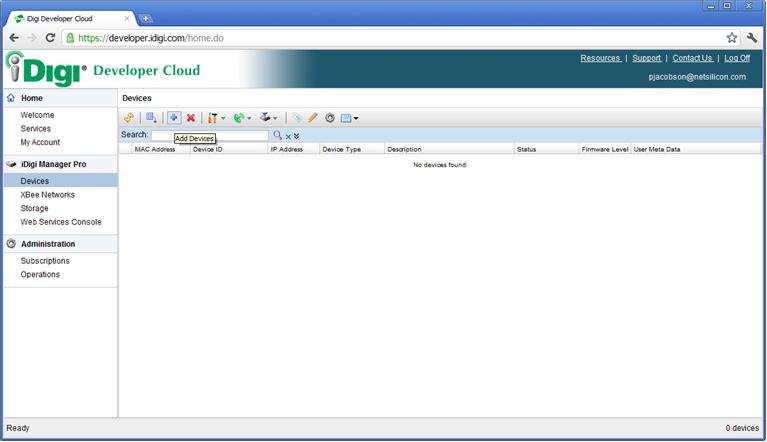 iDigi Developer Cloud
https://developer.idigi.com/home.do
iDigi® Developer Cloud
Resources | Support | Contact Us | Log Off
pjacobson@netsilicon.com
Home
Welcome
Services
My Account
iDigi Manager Pro
Devices
XBee Networks
Storage
Web Services Console
Administration
Subscriptions
Operations
Devices
Search:
Add Devices
MAC Address Device ID IP Address Device Type Description Status Firmware Level User Meta Data
No devices found.
Ready 0 devices